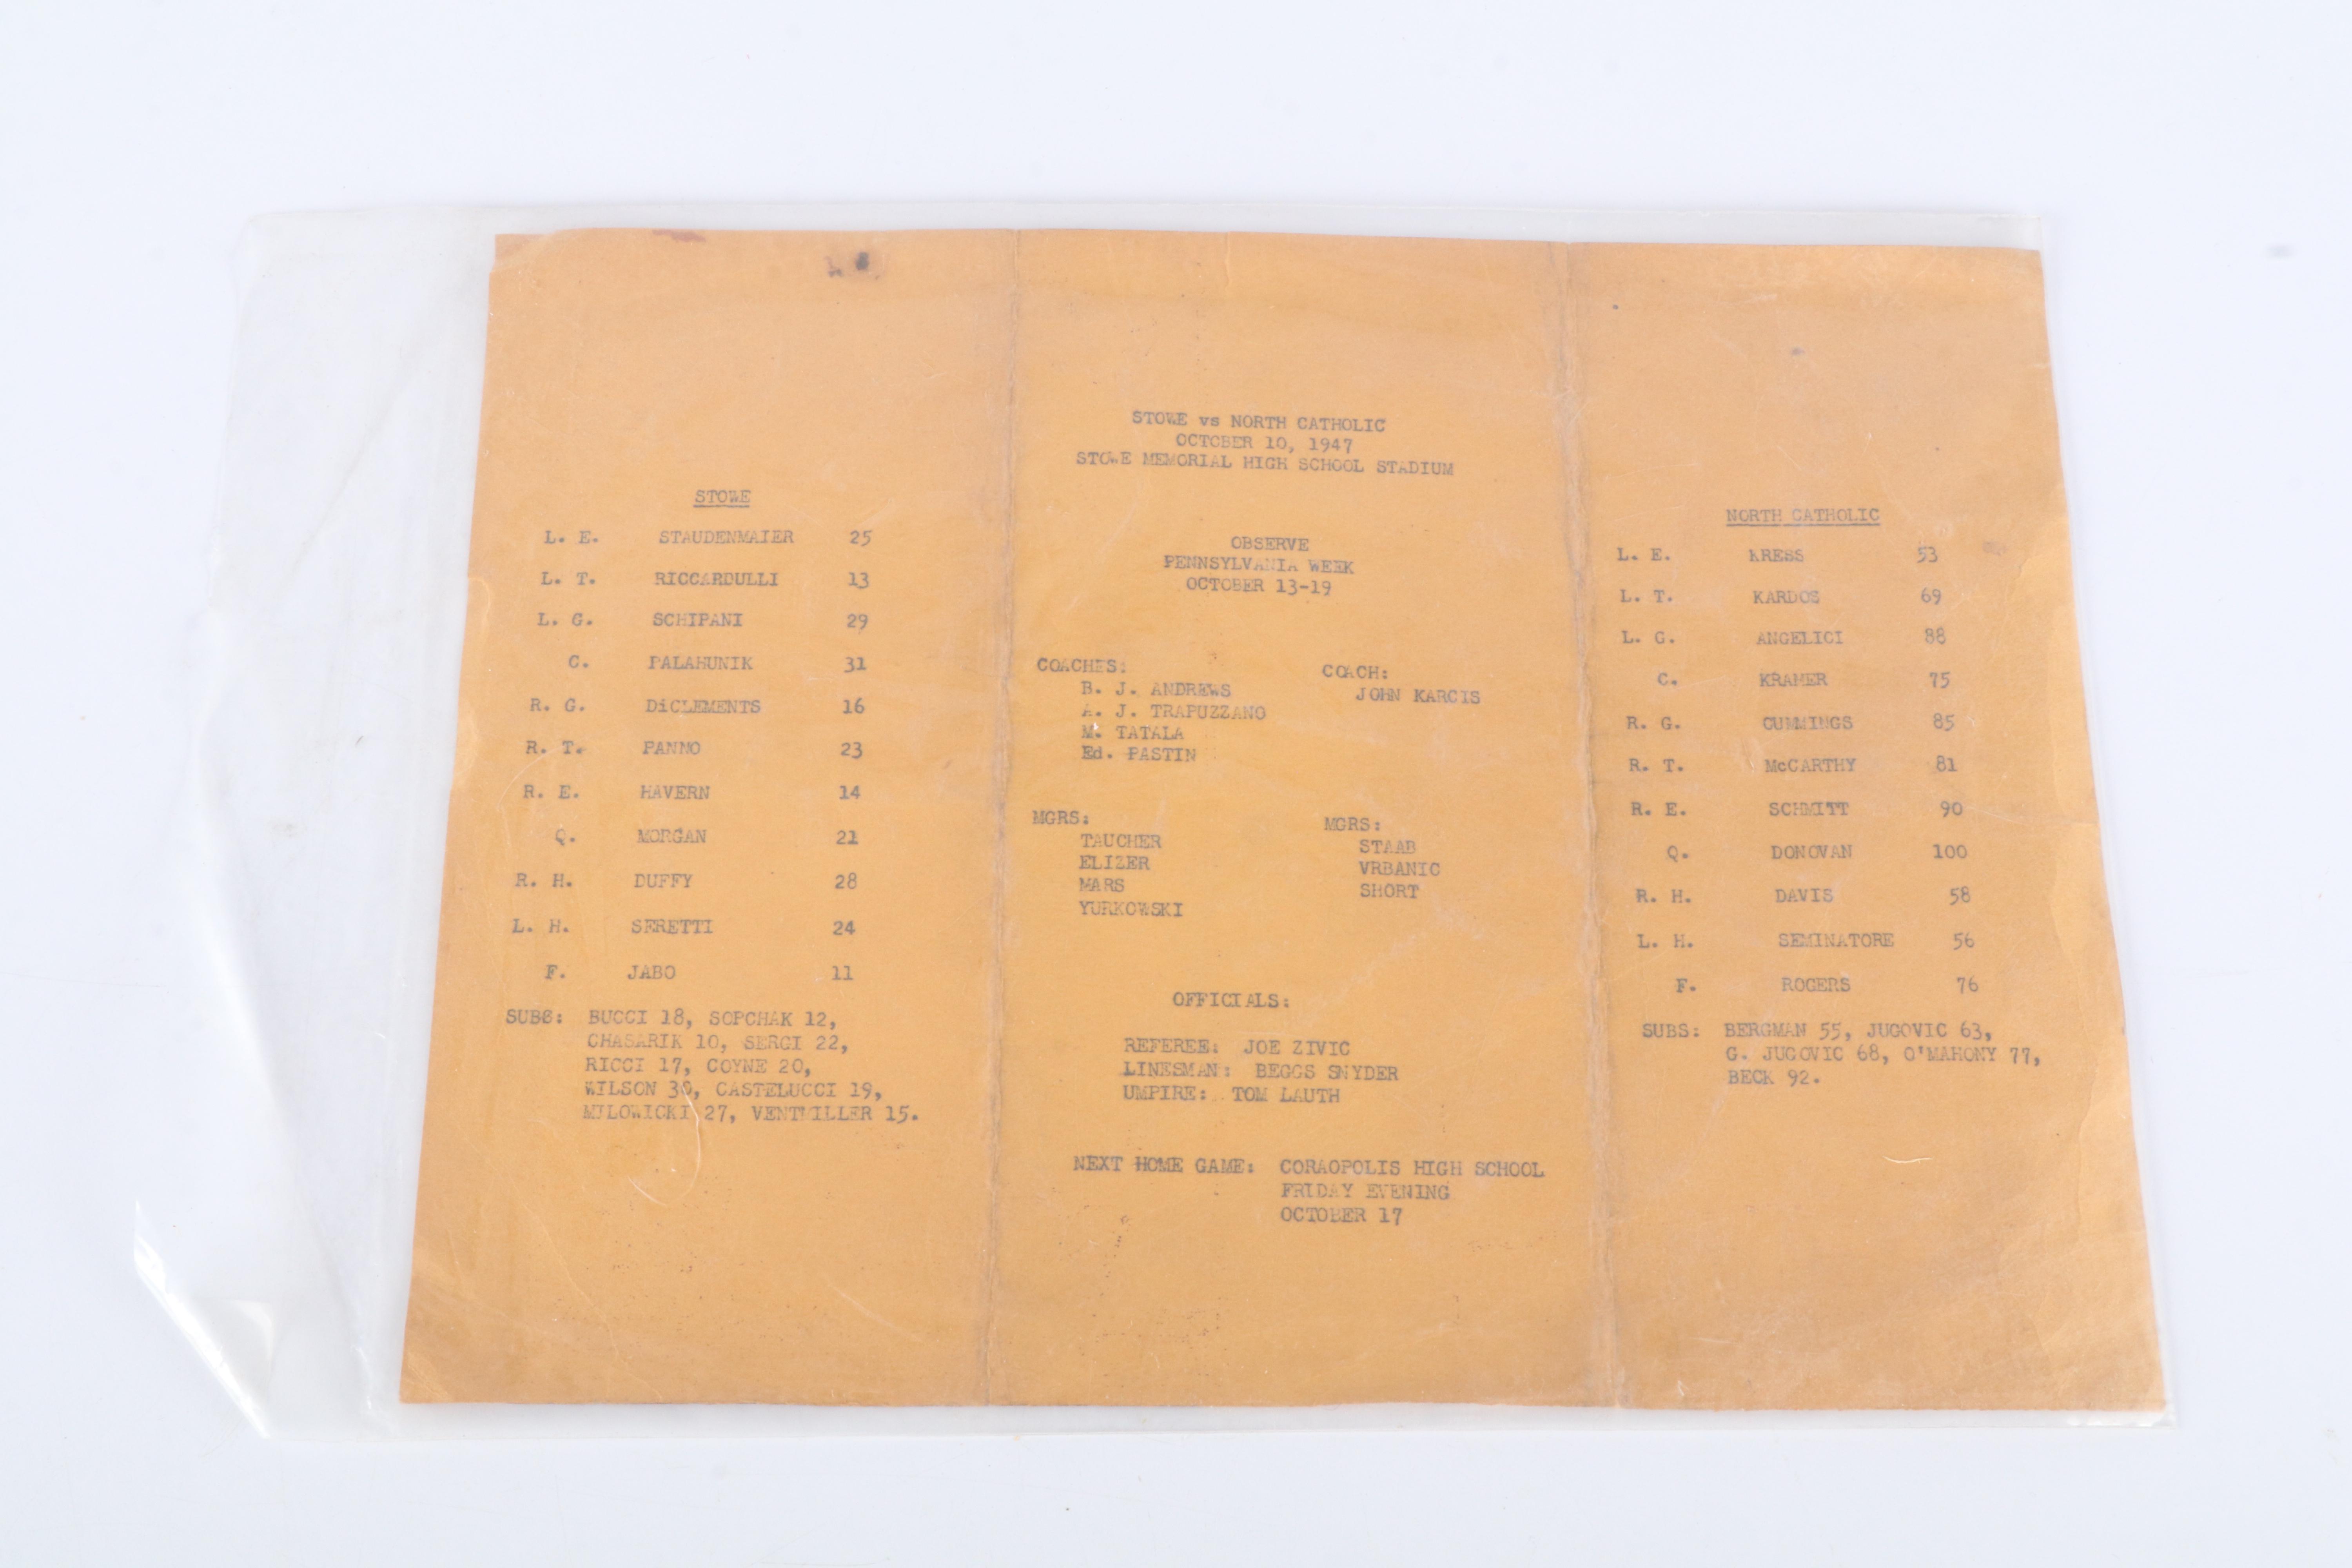 STOWE
L. E. STAUDENMAIER 25
L. T. RICCARDULLI 13
L. G. SCHIPANI 29
C. PALAHUNIK 31
R. G. DiCLEMENTS 16
R. T. PANNO 23
R. E. HAVERN 14
Q. MORGAN 21
R. H. DUFFY 28
L. H. SERETTI 24
F. JABO 11
SUBS: BUCCI 18, SOPCHAK 12,
CHASARIK 10, SERGI 22,
RICCI 17, COYNE 20,
WILSON 30, CASTELUCCI 19,
MILOWICKI 27, 15.
STOWE vs NORTH CATHOLIC
OCTOBER 10, 1947
STOWE MEMORIAL HIGH SCHOOL STADIUM
OBSERVE
PENNSYLVANIA WEEK
OCTOBER 13-19
COACHES:
B. J. ANDREWS
A. J. TRAPUZZANO
M. TATALA
Ed. PASTIN
COACH:
JOHN KARCIS
MGRS:
TAUCHER
ELIZER
MARS
YURKOWSKI
MGRS:
STAAB
VRBANIC
SHORT
OFFICIALS:
REFEREE: JOE ZIVIC
LINESMAN: BEGGS SNYDER
UMPIRE: TOM LAUTH
NEXT HOME GAME: CORAOPOLIS HIGH SCHOOL
FRIDAY EVENING
OCTOBER 17
NORTH CATHOLIC
L. E. KRESS 53
L. T. KARDOS 69
L. G. ANGELICI 88
C. KRAMER 75
R. G. CUMMINGS 85
R. T. McCARTHY 81
R. E. SCHMITT 90
Q. DONOVAN 100
R. H. DAVIS 58
L. H. SEMINATORE 56
F. ROGERS 76
SUBS: BERGMAN 55, JUGOVIC 63,
G. JUGOVIC 68, O'MAHONY 77,
BECK 92.